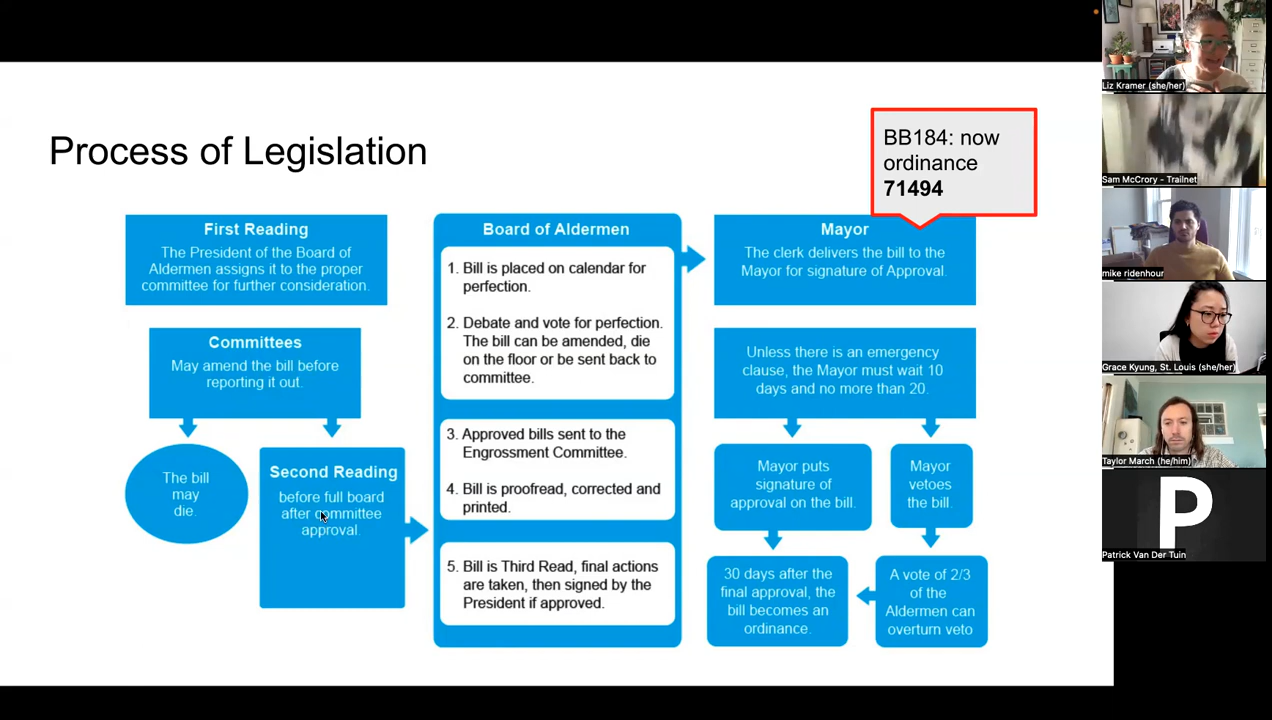 Process of Legislation
BB184: now
ordinance
71494
First Reading
The President of the Board of
Aldermen assigns it to the proper
committee for further consideration.
Committees
May amend the bill before
reporting it out.
The bill
may
die.
Second Reading
before full board
after committee
approval.
Board of Aldermen
1. Bill is placed on calendar for
perfection.
2. Debate and vote for perfection.
The bill can be amended, die
on the floor or be sent back to
committee.
3. Approved bills sent to the
Engrossment Committee.
4. Bill is proofread, corrected and
printed.
5. Bill is Third Read, final actions
are taken, then signed by the
President if approved.
Mayor
The clerk delivers the bill to the
Mayor for signature of Approval.
Unless there is an emergency
clause, the Mayor must wait 10
days and no more than 20.
Mayor puts
signature of
approval on the bill.
Mayor
vetoes
the bill.
30 days after the
final approval, the
bill becomes an
ordinance.
A vote of 2/3
of the
Aldermen can
overturn veto
Liz Kramer (she/her)
Sam McCrory - Trailnet
mike ridenhour
Grace Kyung, St. Louis (she/her)
Taylor March (he/him)
P
Patrick Van Der Tuin